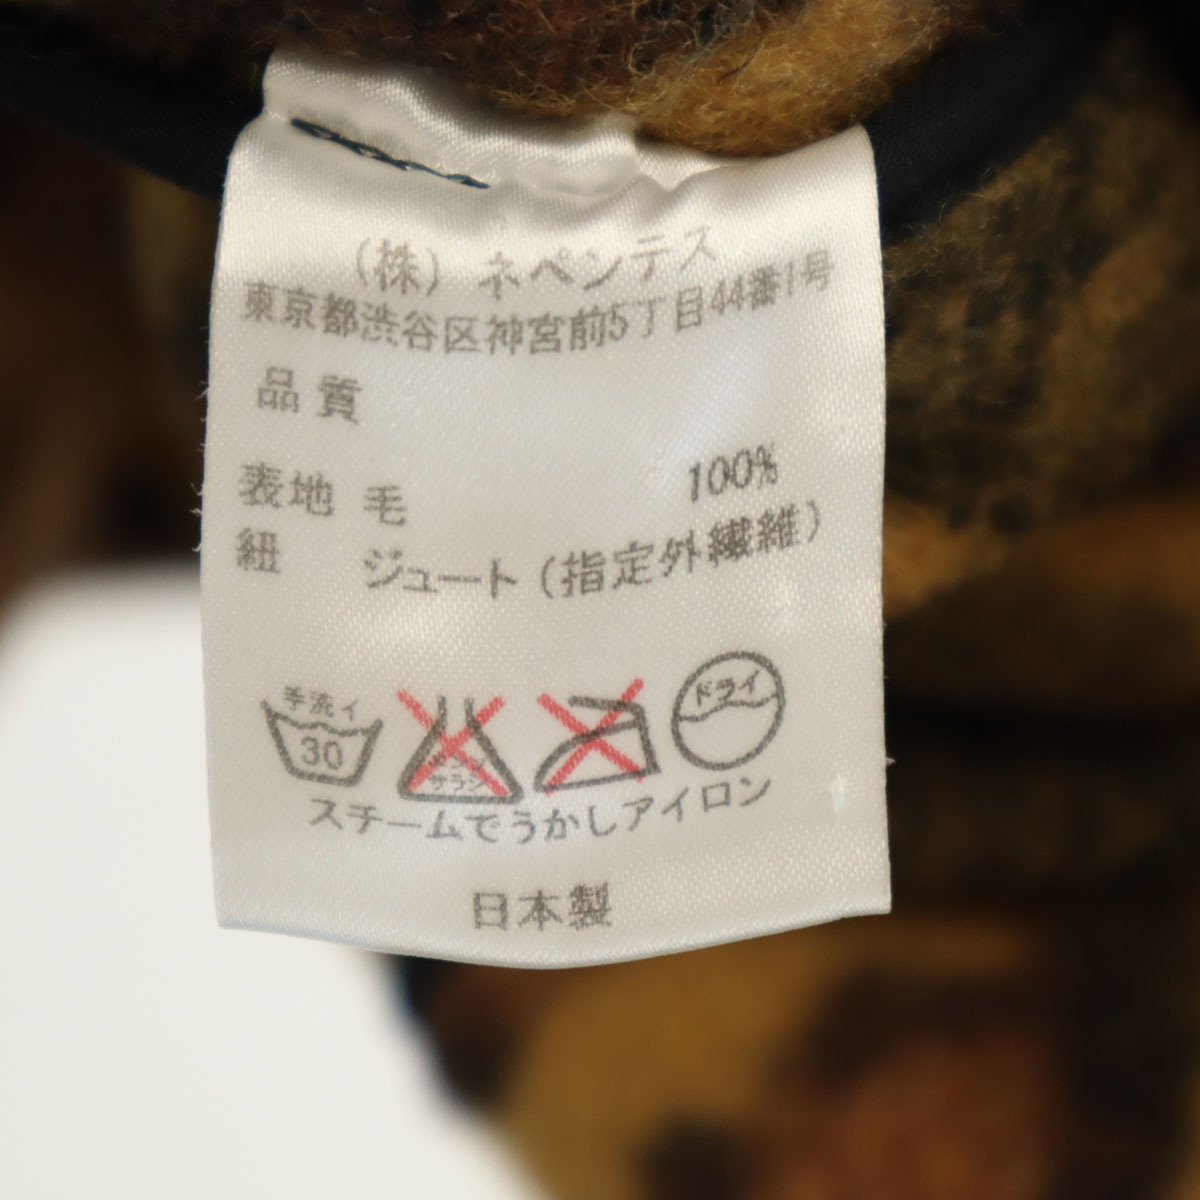 (株) ネペンテス
東京都渋谷区神宮前5丁目44番1号
品質
表地 毛 100%
紐 ジュート (指定外繊維)
手洗イ 30 サラシ ドライ
スチームでうかしアイロン
日本製